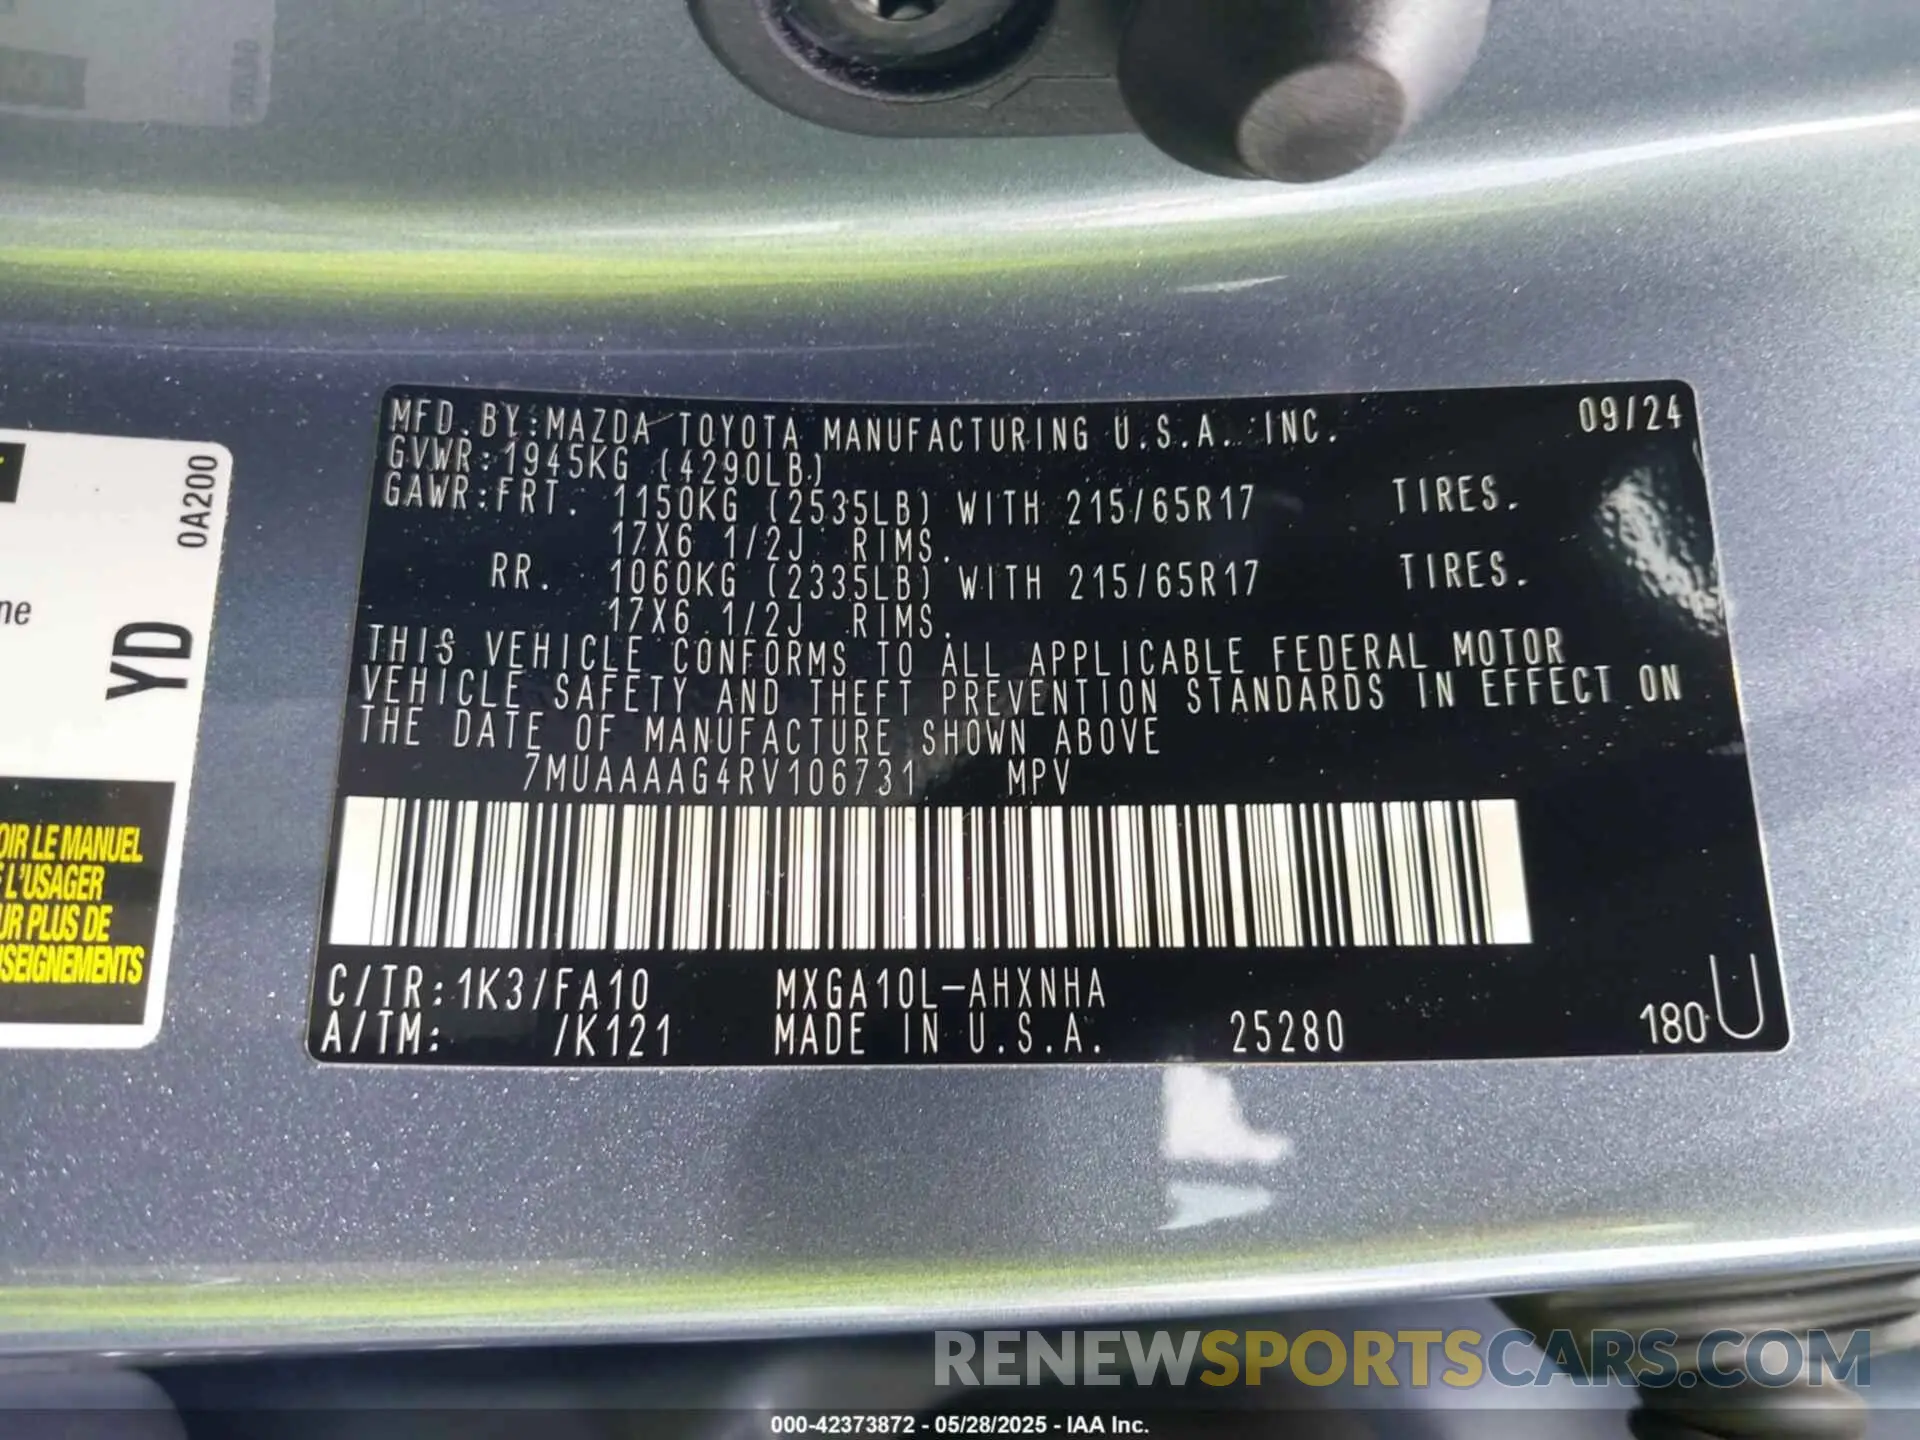 MFD.BY:MAZDA TOYOTA MANUFACTURING U.S.A. INC. 09/24
GVWR:1945KG (4290LB)
GAWR:FRT. 1150KG (2535LB) WITH 215/65R17 TIRES.
17X6 1/2J RIMS.
RR. 1060KG (2335LB) WITH 215/65R17 TIRES.
17X6 1/2J RIMS.
THIS VEHICLE CONFORMS TO ALL APPLICABLE FEDERAL MOTOR
VEHICLE SAFETY AND THEFT PREVENTION STANDARDS IN EFFECT ON
THE DATE OF MANUFACTURE SHOWN ABOVE
7MUAAAAG4RV106731 MPV
C/TR:1K3/FA10 MXGA10L-AHXNHA
A/TM: /K121 MADE IN U.S.A. 25280 180 U
0A200
YD
ne
OIR LE MANUEL
L'USAGER
UR PLUS DE
SEIGNEMENTS
RENEWSPORTSCARS.COM
000-42373872 - 05/28/2025 - IAA Inc.